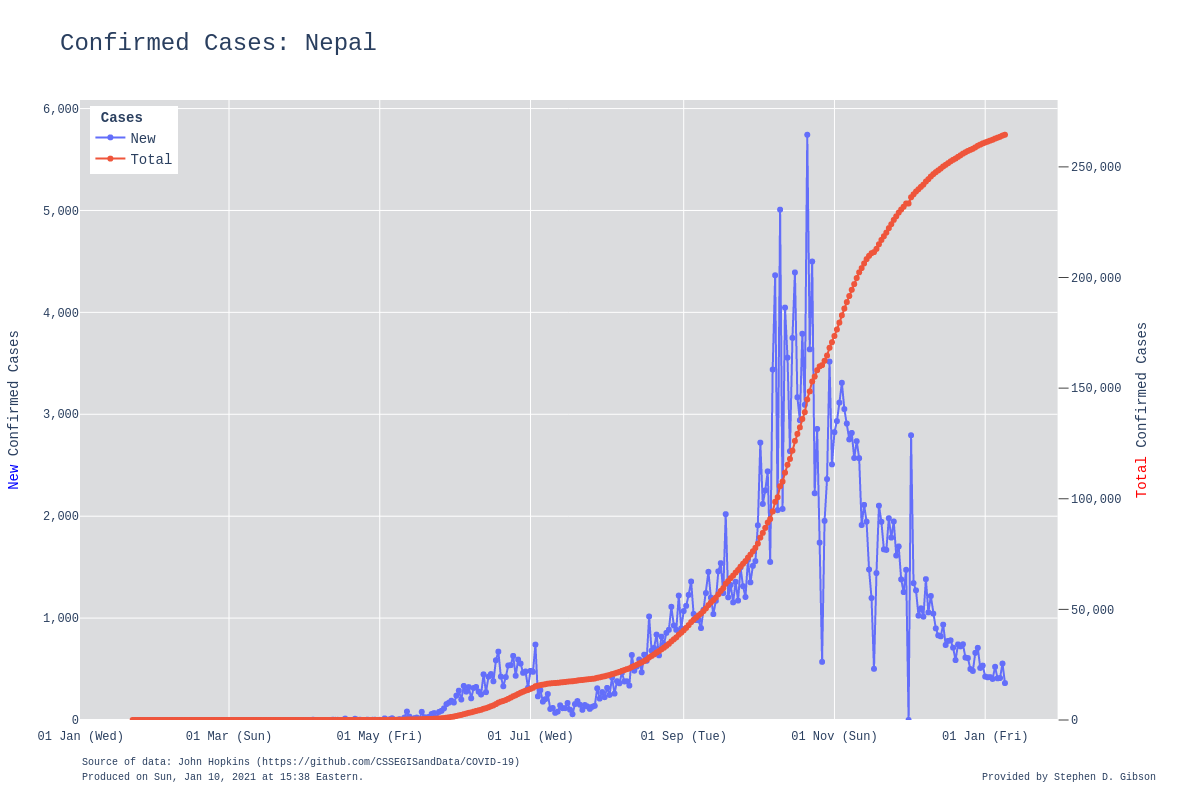 Confirmed Cases: Nepal
Cases
New
Total
6,000
5,000
4,000
3,000
2,000
1,000
0
New Confirmed Cases
250,000
200,000
150,000
100,000
50,000
0
Total Confirmed Cases
01 Jan (Wed) 01 Mar (Sun) 01 May (Fri) 01 Jul (Wed) 01 Sep (Tue) 01 Nov (Sun) 01 Jan (Fri)
Source of data: John Hopkins (https://github.com/CSSEGISandData/COVID-19)
Produced on Sun, Jan 10, 2021 at 15:38 Eastern.
Provided by Stephen D. Gibson